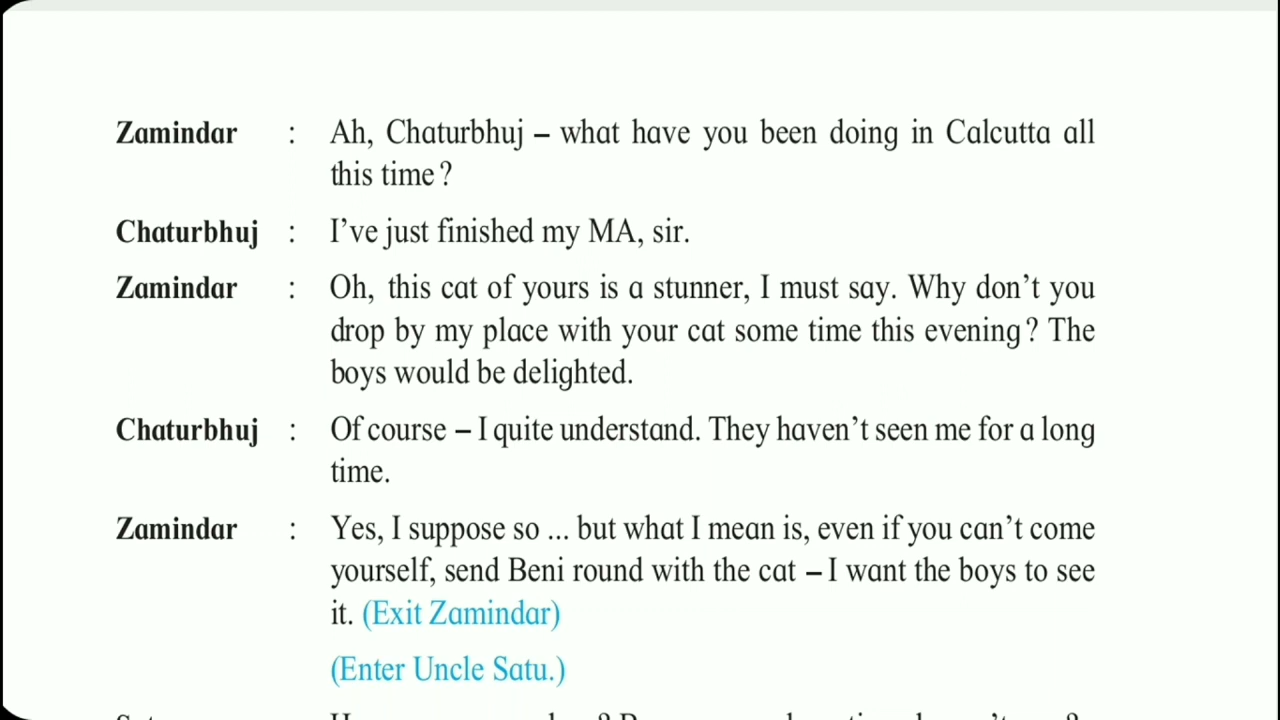 Zamindar : Ah, Chaturbhuj – what have you been doing in Calcutta all
this time?
Chaturbhuj : I've just finished my MA, sir.
Zamindar : Oh, this cat of yours is a stunner, I must say. Why don't you
drop by my place with your cat some time this evening? The
boys would be delighted.
Chaturbhuj : Of course – I quite understand. They haven't seen me for a long
time.
Zamindar : Yes, I suppose so ... but what I mean is, even if you can't come
yourself, send Beni round with the cat – I want the boys to see
it. (Exit Zamindar)
(Enter Uncle Satu.)